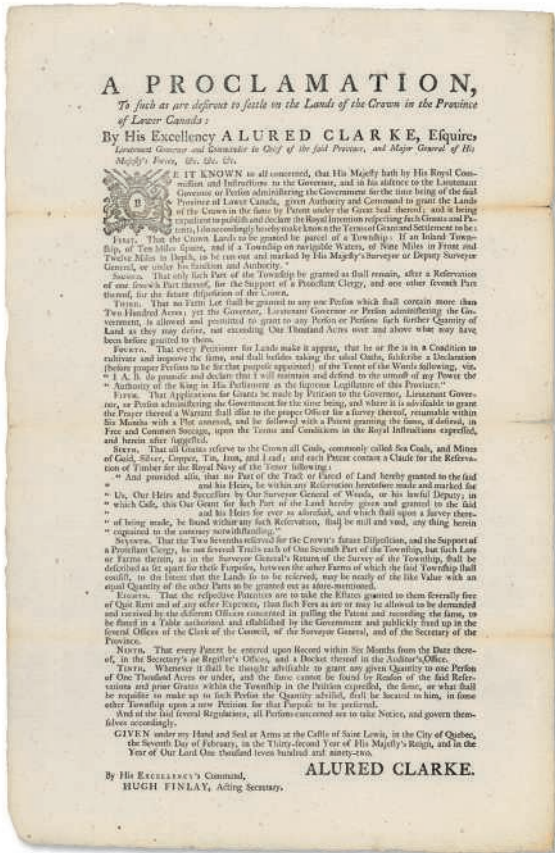 A PROCLAMATION,
To such as are desirous to settle on the Lands of the Crown in the Province
of Lower Canada:
By His Excellency ALURED CLARKE, Esquire,
Lieutenant Governor and Commander in Chief of the said Province, and Major General of His
Majesty's Forces, &c. &c. &c.
BE IT KNOWN to all concerned, that His Majesty hath by His Royal Com-
mission and Instructions to the Governor, and in his absence to the Lieutenant
Governor or Person administering the Government for the time being of the said
Province of Lower Canada, given Authority and Command to grant the Lands
of the Crown in the same by Patent under the Great Seal thereof; and it being
expedient to publish and declare the Royal Intention respecting such Grants and Pa-
tents, I do accordingly hereby make known the Terms of Grant and Settlement to be:
FIRST. That the Crown Lands to be granted be parcel of a Township: If an Inland Town-
ship, of Ten Miles square, and if a Township on navigable Waters, of Nine Miles in Front and
Twelve Miles in Depth, to be run out and marked by His Majesty's Surveyor or Deputy Surveyor
General, or under his Sanction and Authority.
SECOND. That only such Part of the Township be granted as shall remain, after a Reservation
of one seventh Part thereof, for the Support of a Protestant Clergy, and one other seventh Part
thereof, for the future disposition of the Crown.
THIRD. That no Farm Lot shall be granted to any one Person which shall contain more than
Two Hundred Acres; yet the Governor, Lieutenant Governor or Person administering the Go-
vernment, is allowed and permitted to grant to any Person or Persons such further Quantity of
Land as they may desire, not exceeding One Thousand Acres over and above what may have
been before granted to them.
FOURTH. That every Petitioner for Lands make it appear, that he or she is in a Condition to
cultivate and improve the same, and shall besides taking the usual Oaths, subscribe a Declaration
(before proper Persons to be for that purpose appointed) of the Tenor of the Words following, viz.
" I A. B. do promise and declare that I will maintain and defend to the utmost of my Power the
" Authority of the King in His Parliament as the supreme Legislature of this Province."
FIFTH. That Applications for Grants be made by Petition to the Governor, Lieutenant Gover-
nor, or Person administering the Government for the time being, and where it is adviseable to grant
the Prayer thereof a Warrant shall issue to the proper Officer for a survey thereof, returnable within
Six Months with a Plot annexed, and be followed with a Patent granting the same, if desired, in
Free and Common Soccage, upon the Terms and Conditions in the Royal Instructions expressed,
and herein after suggested.
SIXTH. That all Grants reserve to the Crown all Coals, commonly called Sea Coals, and Mines
of Gold, Silver, Copper, Tin, Iron, and Lead; and each Patent contain a Clause for the Reserva-
tion of Timber for the Royal Navy of the Tenor following:
" And provided also, that no Part of the Tract or Parcel of Land hereby granted to the said
" and his Heirs, be within any Reservation heretofore made and marked for
" Us, Our Heirs and Successors by Our Surveyor General of Woods, or his lawful Deputy; in
" which Case, this Our Grant for such Part of the Land hereby given and granted to the said
" and his Heirs for ever as aforesaid, and which shall upon a Survey there-
" of being made, be found within any such Reservation, shall be null and void, any thing herein
" contained to the contrary notwithstanding."
SEVENTH. That the Two Sevenths reserved for the Crown's future Disposition, and the Support of
a Protestant Clergy, be not severed Tracts each of One Seventh Part of the Township, but such Lots
or Farms therein, as in the Surveyor General's Return of the Survey of the Township, shall be
described as set apart for these Purposes, between the other Farms of which the said Township shall
consist, to the Intent that the Lands so to be reserved, may be nearly of the like Value with an
equal Quantity of the other Parts to be granted out as afore-mentioned.
EIGHTH. That the respective Patentees are to take the Estates granted to them severally free
of Quit Rent and of any other Expences, than such Fees as are or may be allowed to be demanded
and received by the different Officers concerned in passing the Patent and recording the same, to
be stated in a Table authorized and established by the Government and publickly fixed up in the
several Offices of the Clerk of the Council, of the Surveyor General, and of the Secretary of the
Province.
NINTH. That every Patent be entered upon Record within Six Months from the Date there-
of, in the Secretary's or Register's Offices, and a Docket thereof in the Auditor's Office.
TENTH. Whenever it shall be thought adviseable to grant any given Quantity to one Person
of One Thousand Acres or under, and the same cannot be found by Reason of the said Reser-
vations and prior Grants within the Township in the Petition expressed, the same, or what shall
be requisite to make up to such Person the Quantity advised, shall be located to him, in some
other Township upon a new Petition for that Purpose to be preferred.
And of the said several Regulations, all Persons concerned are to take Notice, and govern them-
selves accordingly.
GIVEN under my Hand and Seal at Arms at the Castle of Saint Lewis, in the City of Quebec,
the Seventh Day of February, in the Thirty-second Year of His Majesty's Reign, and in the
Year of Our Lord One thousand seven hundred and ninety-two.
ALURED CLARKE.
By His EXCELLENCY's Command,
HUGH FINLAY, Acting Secretary.